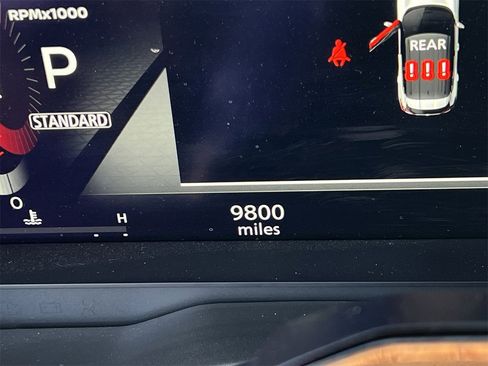 RPMx1000
P
REAR
STANDARD
0
H
9800
miles